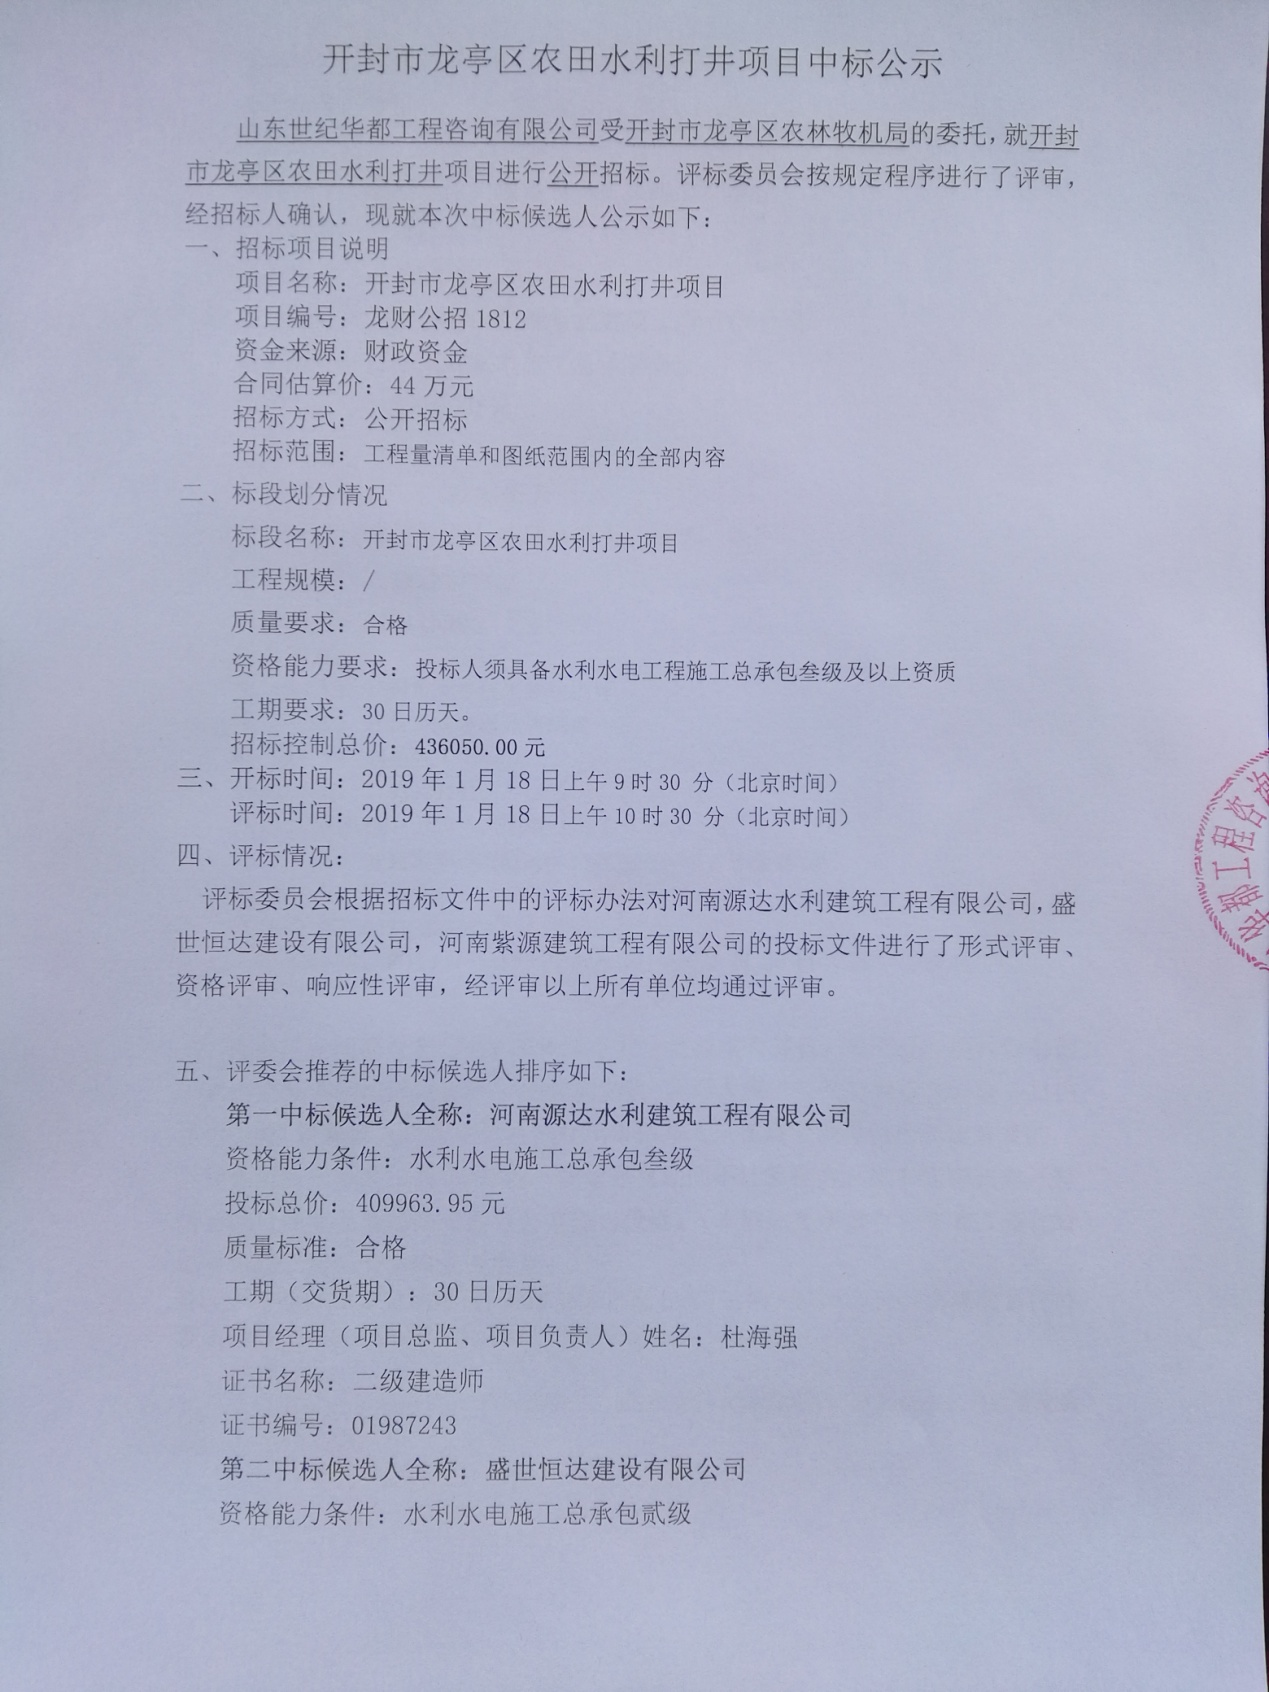 开封市龙亭区农田水利打井项目中标公示
山东世纪华都工程咨询有限公司受开封市龙亭区农林牧机局的委托，就开封
市龙亭区农田水利打井项目进行公开招标。评标委员会按规定程序进行了评审，
经招标人确认，现就本次中标候选人公示如下：
一、招标项目说明
项目名称：开封市龙亭区农田水利打井项目
项目编号：龙财公招 1812
资金来源：财政资金
合同估算价：44 万元
招标方式：公开招标
招标范围：工程量清单和图纸范围内的全部内容
二、标段划分情况
标段名称：开封市龙亭区农田水利打井项目
工程规模：/
质量要求：合格
资格能力要求：投标人须具备水利水电工程施工总承包叁级及以上资质
工期要求：30 日历天。
招标控制总价：436050.00 元
三、开标时间：2019 年 1 月 18 日上午 9 时 30 分（北京时间）
评标时间：2019 年 1 月 18 日上午 10 时 30 分（北京时间）
四、评标情况：
评标委员会根据招标文件中的评标办法对河南源达水利建筑工程有限公司，盛
世恒达建设有限公司，河南紫源建筑工程有限公司的投标文件进行了形式评审、
资格评审、响应性评审，经评审以上所有单位均通过评审。
五、评委会推荐的中标候选人排序如下：
第一中标候选人全称：河南源达水利建筑工程有限公司
资格能力条件：水利水电施工总承包叁级
投标总价：409963.95 元
质量标准：合格
工期（交货期）：30 日历天
项目经理（项目总监、项目负责人）姓名：杜海强
证书名称：二级建造师
证书编号：01987243
第二中标候选人全称：盛世恒达建设有限公司
资格能力条件：水利水电施工总承包贰级
华都工程咨询